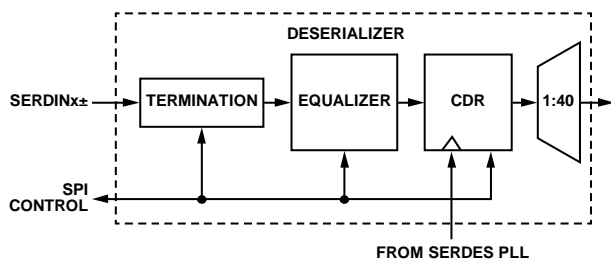 DESERIALIZER
SERDINx±
TERMINATION
EQUALIZER
CDR
1:40
SPI
CONTROL
FROM SERDES PLL